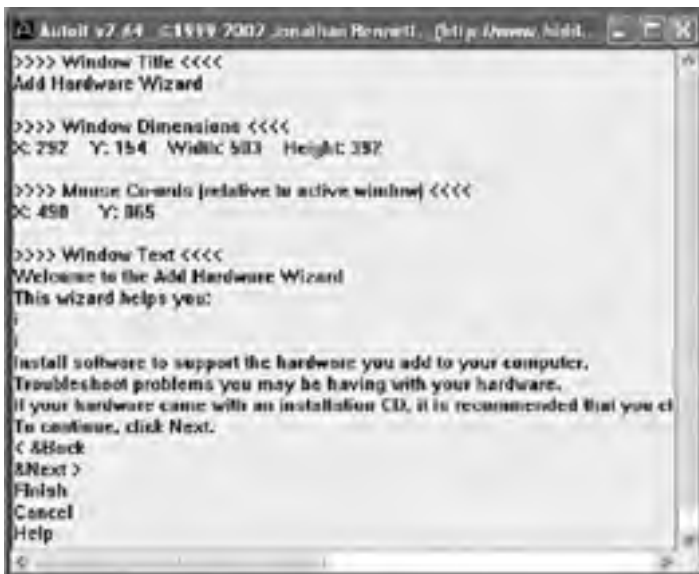 AutoIt v2.64 ©1999-2002 Jonathan Bennett. (http://www.hidd...
>>>> Window Title <<<<
Add Hardware Wizard
>>>> Window Dimensions <<<<
X: 292 Y: 154 Width: 503 Height: 392
>>>> Mouse Co-ords (relative to active window) <<<<
X: 498 Y: 865
>>>> Window Text <<<<
Welcome to the Add Hardware Wizard
This wizard helps you:
Install software to support the hardware you add to your computer.
Troubleshoot problems you may be having with your hardware.
If your hardware came with an installation CD, it is recommended that you cl
To continue, click Next.
< &Back
&Next >
Finish
Cancel
Help